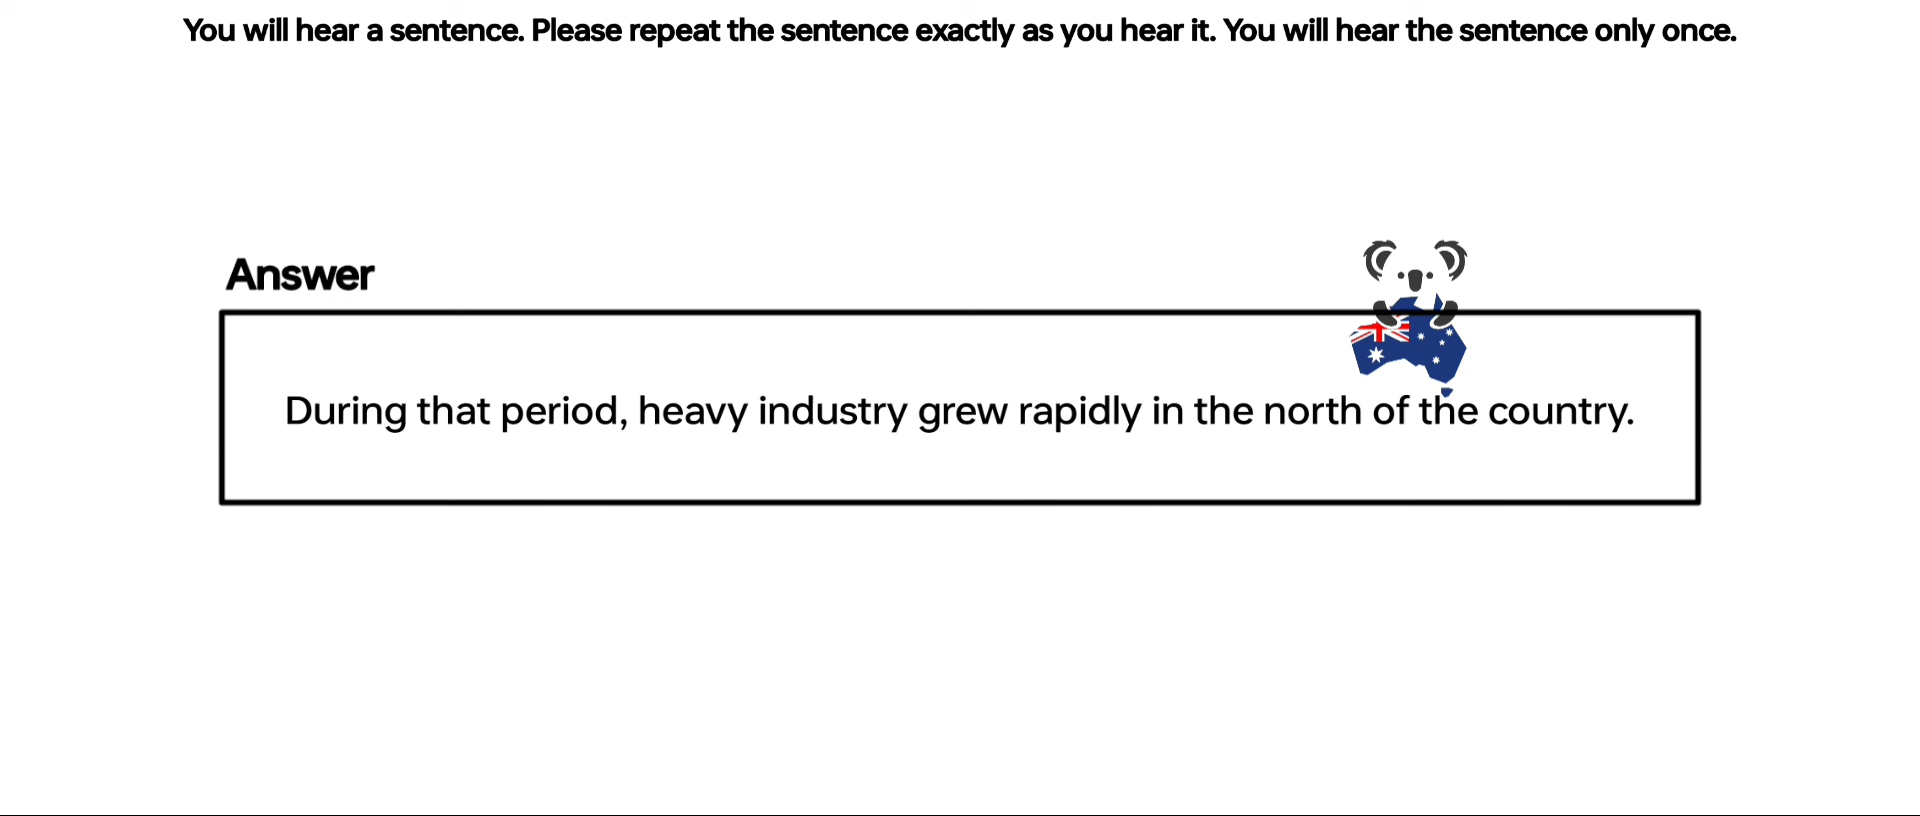 You will hear a sentence. Please repeat the sentence exactly as you hear it. You will hear the sentence only once.
Answer
During that period, heavy industry grew rapidly in the north of the country.